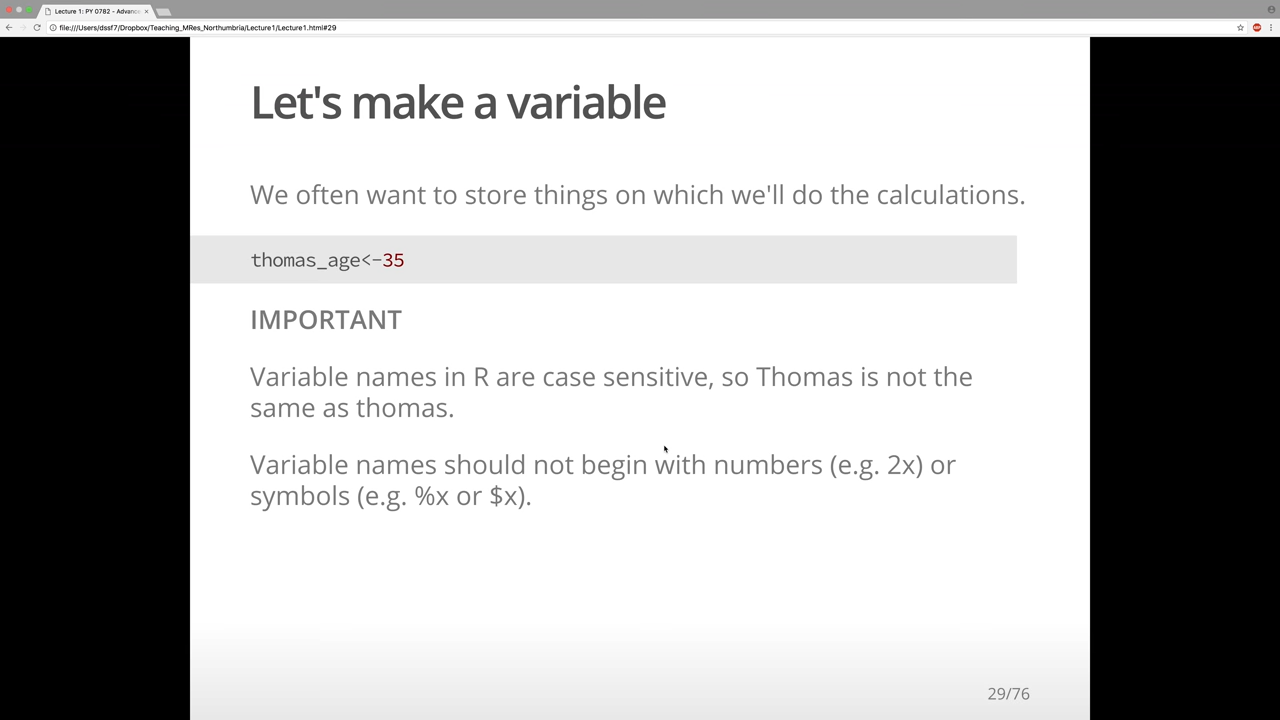 Lecture 1: PY 0782 - Advanc
file:///Users/dssf7/Dropbox/Teaching_MRes_Northumbria/Lecture1/Lecture1.html#29
Let's make a variable
We often want to store things on which we'll do the calculations.
thomas_age<-35
IMPORTANT
Variable names in R are case sensitive, so Thomas is not the
same as thomas.
Variable names should not begin with numbers (e.g. 2x) or
symbols (e.g. %x or $x).
29/76